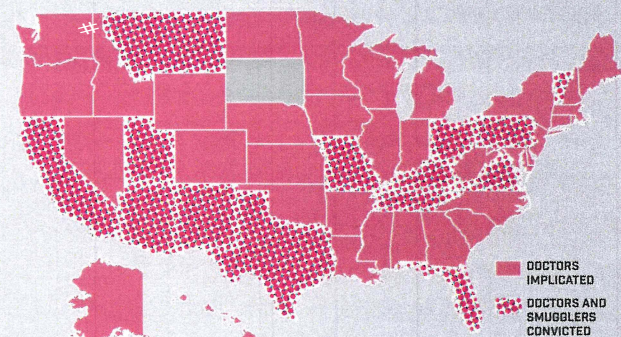 #
DOCTORS
IMPLICATED
DOCTORS AND
SMUGGLERS
CONVICTED